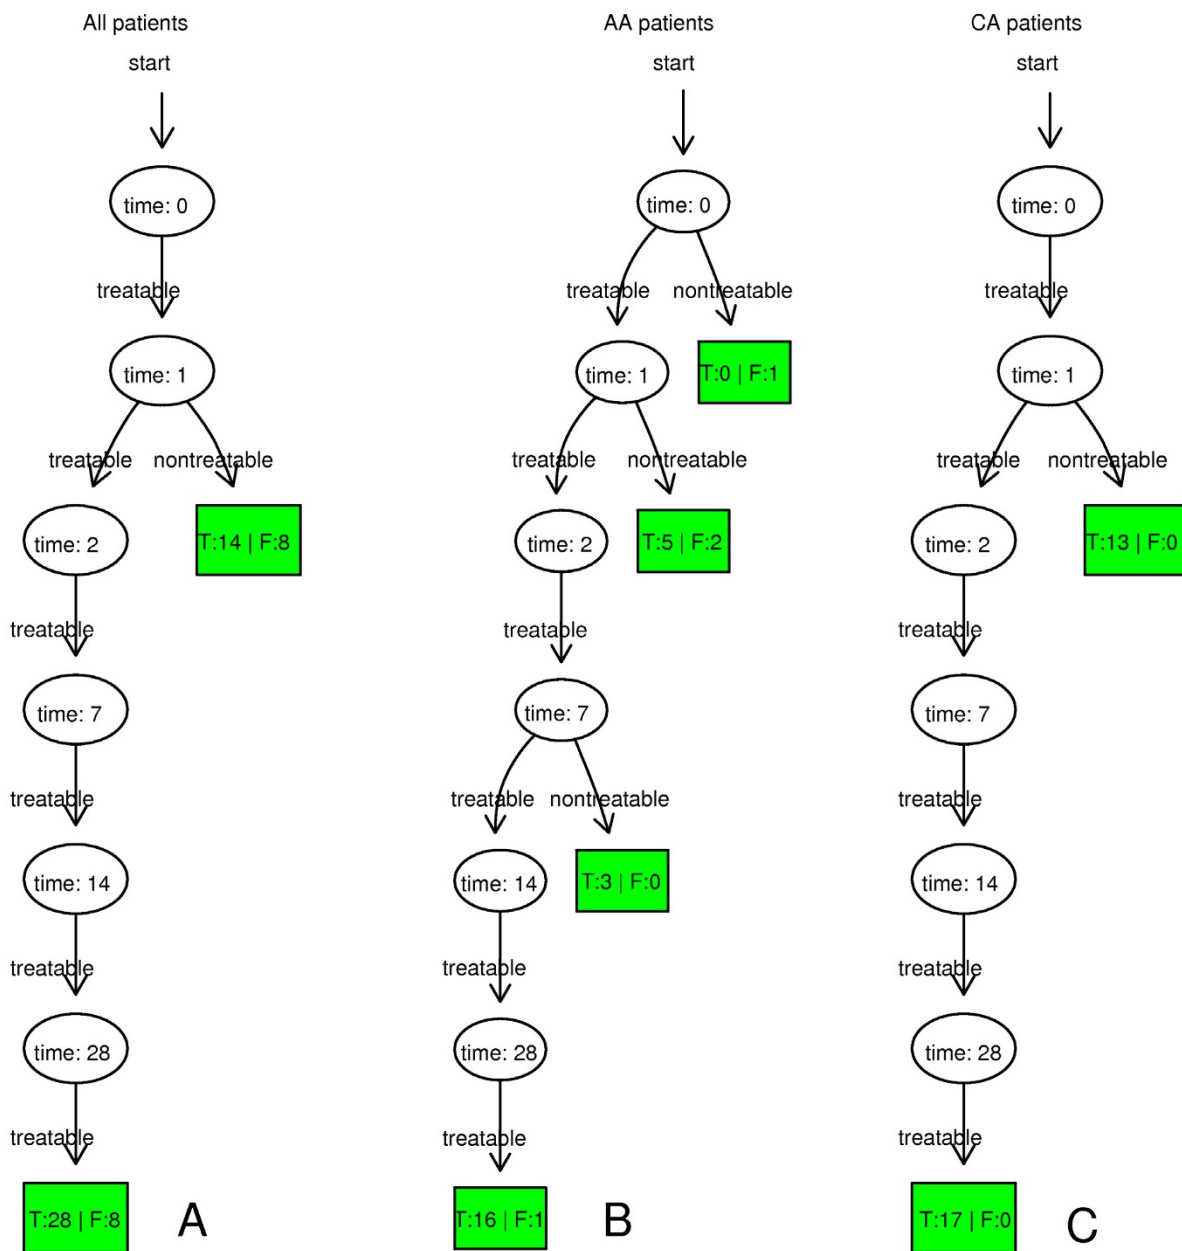 All patients
start
time: 0
treatable
time: 1
treatable
nontreatable
time: 2
T:14 | F:8
treatable
time: 7
treatable
time: 14
treatable
time: 28
treatable
T:28 | F:8
A
AA patients
start
time: 0
treatable
nontreatable
time: 1
T:0 | F:1
treatable
nontreatable
time: 2
T:5 | F:2
treatable
time: 7
treatable
nontreatable
time: 14
T:3 | F:0
treatable
time: 28
treatable
T:16 | F:1
B
CA patients
start
time: 0
treatable
time: 1
treatable
nontreatable
time: 2
T:13 | F:0
treatable
time: 7
treatable
time: 14
treatable
time: 28
treatable
T:17 | F:0
C